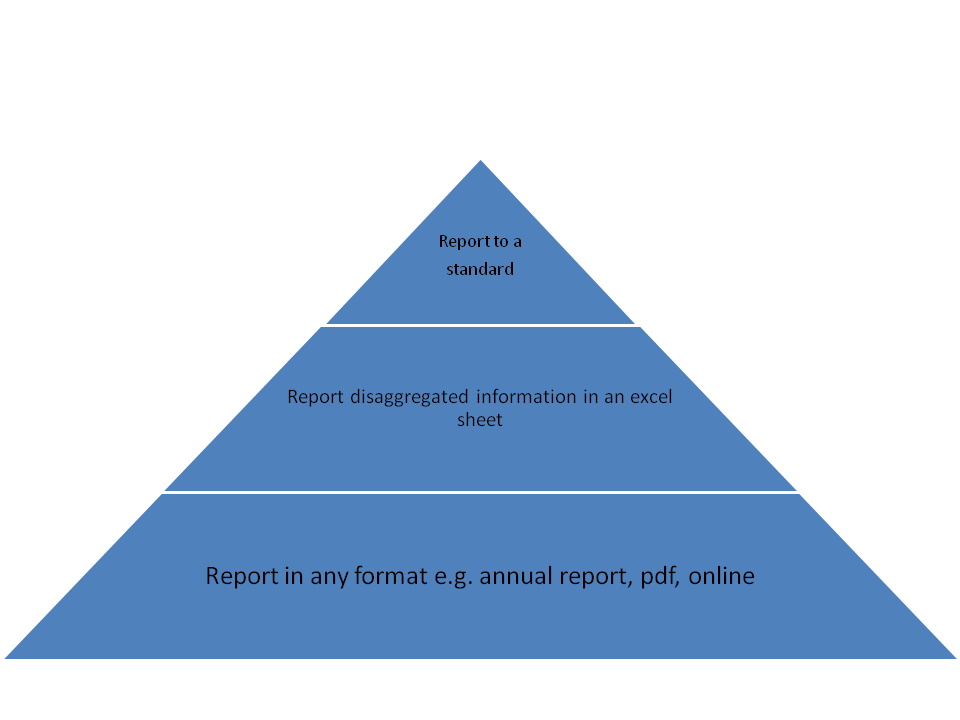 Report to a
standard
Report disaggregated information in an excel
sheet
Report in any format e.g. annual report, pdf, online